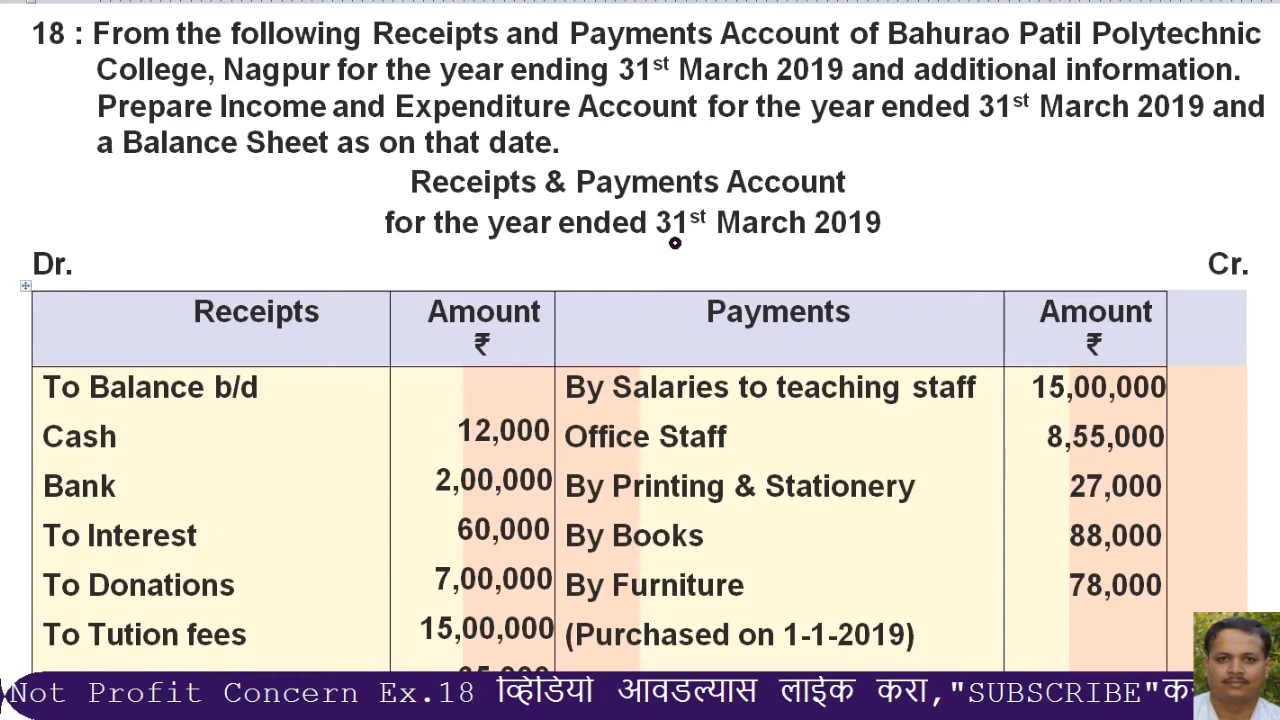 18 : From the following Receipts and Payments Account of Bahurao Patil Polytechnic
College, Nagpur for the year ending 31st March 2019 and additional information.
Prepare Income and Expenditure Account for the year ended 31st March 2019 and
a Balance Sheet as on that date.
Receipts & Payments Account
for the year ended 31st March 2019
Dr. Cr.
Receipts Amount ₹ Payments Amount ₹
To Balance b/d By Salaries to teaching staff 15,00,000
Cash 12,000 Office Staff 8,55,000
Bank 2,00,000 By Printing & Stationery 27,000
To Interest 60,000 By Books 88,000
To Donations 7,00,000 By Furniture 78,000
To Tution fees 15,00,000 (Purchased on 1-1-2019)
Not Profit Concern Ex.18 व्हिडियो आवडल्यास लाईक करा,"SUBSCRIBE"क